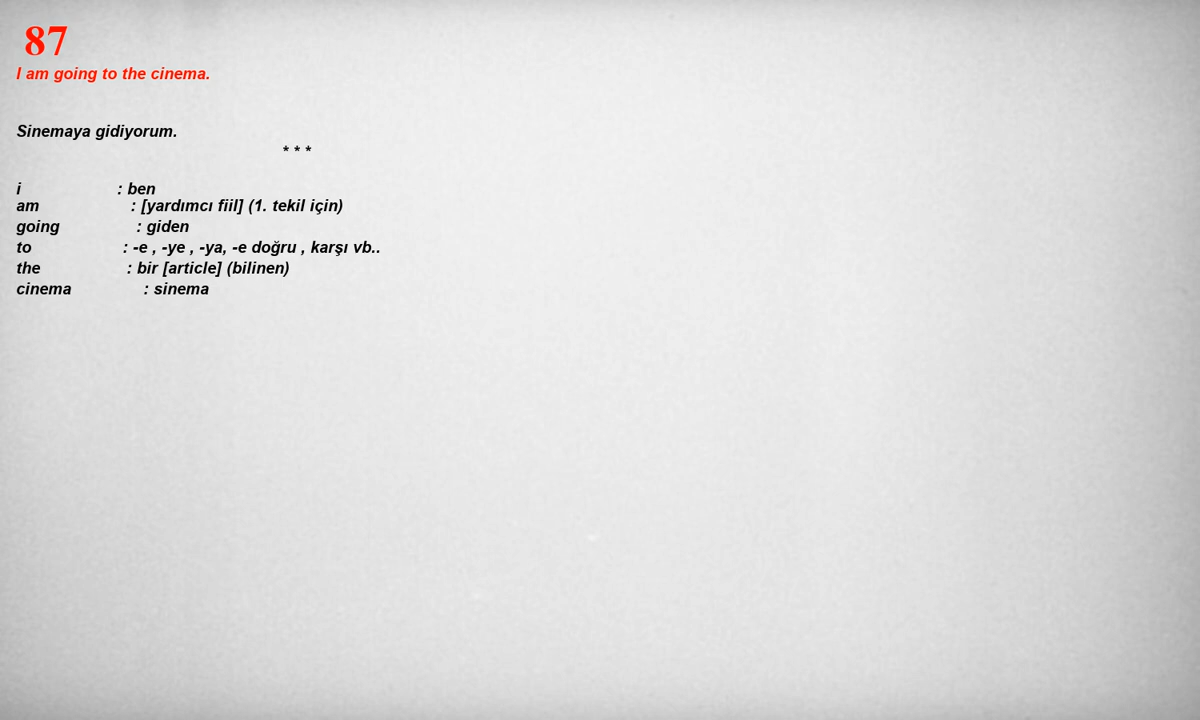 87
I am going to the cinema.
Sinemaya gidiyorum.
* * *
i : ben
am : [yardımcı fiil] (1. tekil için)
going : giden
to : -e , -ye , -ya, -e doğru , karşı vb..
the : bir [article] (bilinen)
cinema : sinema